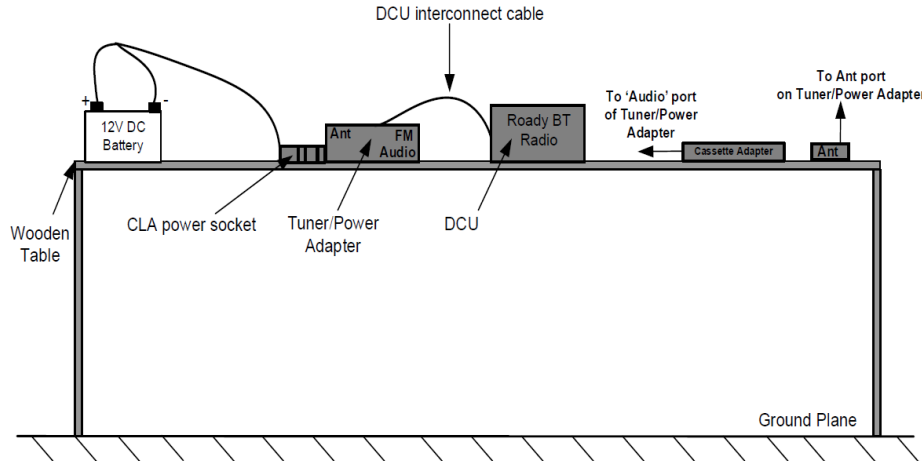 DCU interconnect cable
+
-
12V DC
Battery
Ant
FM
Audio
Roady BT
Radio
To 'Audio' port
of Tuner/Power
Adapter
To Ant port
on Tuner/Power Adapter
Cassette Adapter
Ant
Wooden
Table
CLA power socket
Tuner/Power
Adapter
DCU
Ground Plane